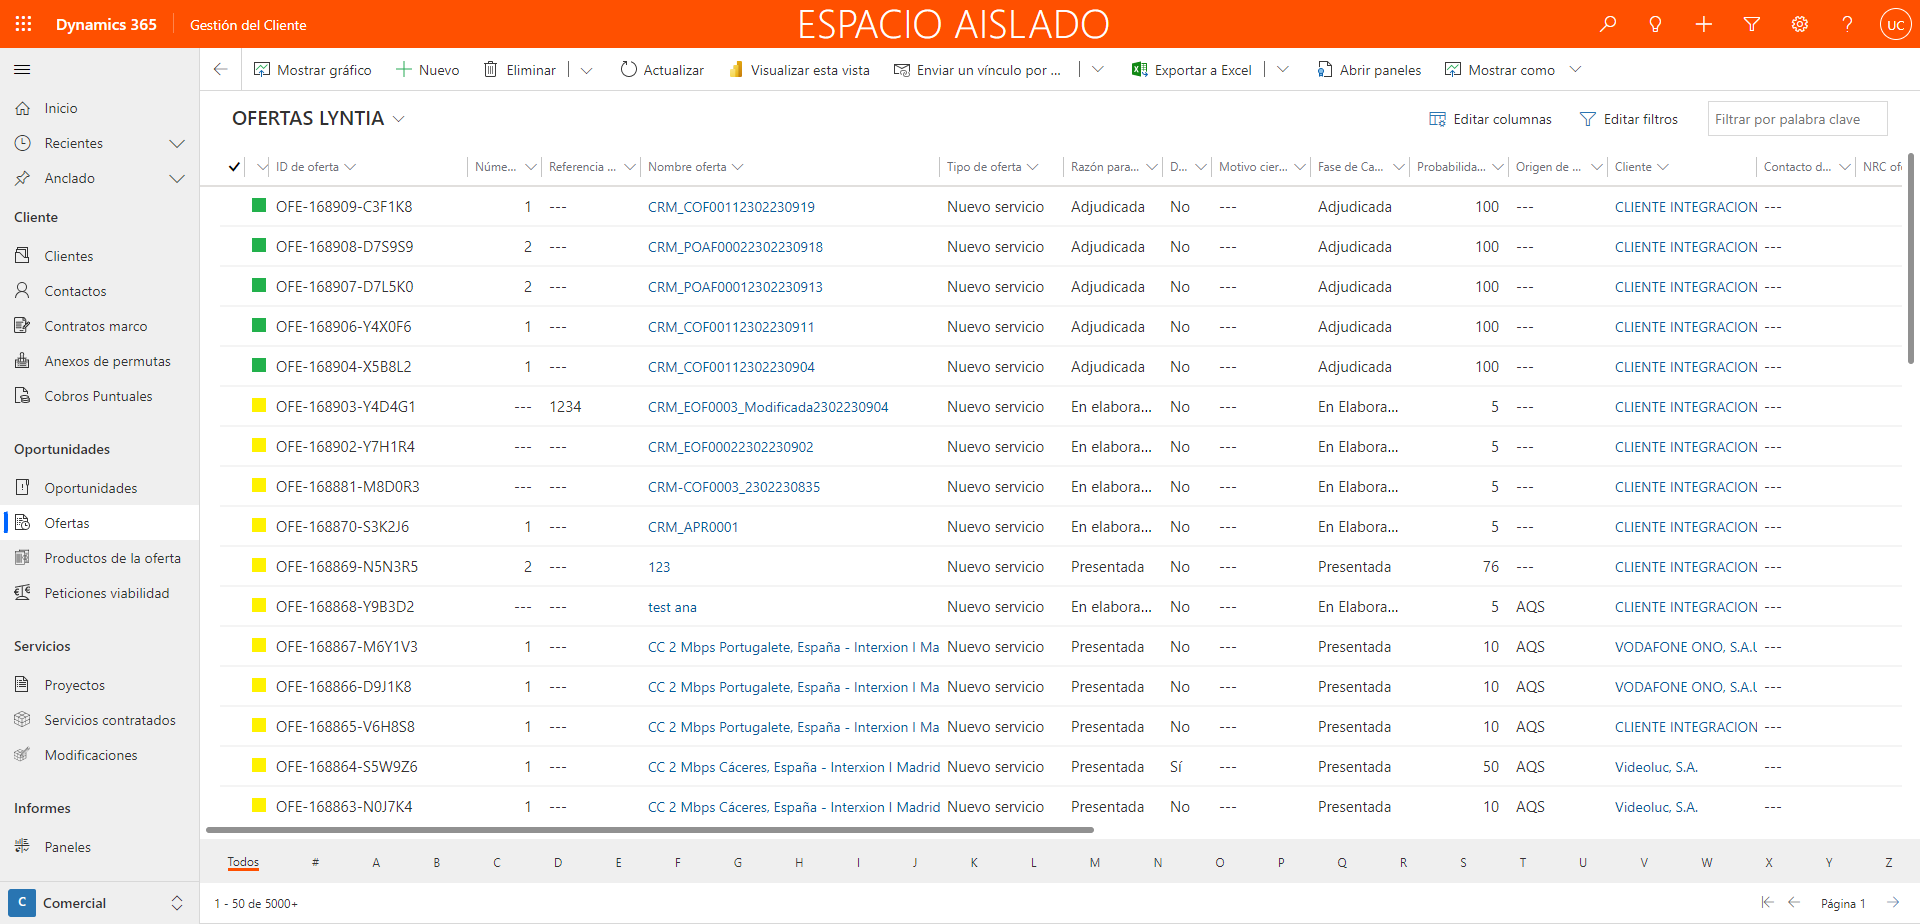 Dynamics 365 Gestión del Cliente ESPACIO AISLADO UC
Mostrar gráfico Nuevo Eliminar Actualizar Visualizar esta vista Enviar un vínculo por ... Exportar a Excel Abrir paneles Mostrar como
Inicio
Recientes
Anclado
Cliente
Clientes
Contactos
Contratos marco
Anexos de permutas
Cobros Puntuales
Oportunidades
Oportunidades
Ofertas
Productos de la oferta
Peticiones viabilidad
Servicios
Proyectos
Servicios contratados
Modificaciones
Informes
Paneles
C Comercial
OFERTAS LYNTIA Editar columnas Editar filtros Filtrar por palabra clave
ID de oferta Núme... Referencia ... Nombre oferta Tipo de oferta Razón para... D... Motivo cier... Fase de Ca... Probabilida... Origen de ... Cliente Contacto d... NRC ofe
OFE-168909-C3F1K8 1 --- CRM_COF00112302230919 Nuevo servicio Adjudicada No --- Adjudicada 100 --- CLIENTE INTEGRACION ---
OFE-168908-D7S9S9 2 --- CRM_POAF00022302230918 Nuevo servicio Adjudicada No --- Adjudicada 100 --- CLIENTE INTEGRACION ---
OFE-168907-D7L5K0 2 --- CRM_POAF00012302230913 Nuevo servicio Adjudicada No --- Adjudicada 100 --- CLIENTE INTEGRACION ---
OFE-168906-Y4X0F6 1 --- CRM_COF00112302230911 Nuevo servicio Adjudicada No --- Adjudicada 100 --- CLIENTE INTEGRACION ---
OFE-168904-X5B8L2 1 --- CRM_COF00112302230904 Nuevo servicio Adjudicada No --- Adjudicada 100 --- CLIENTE INTEGRACION ---
OFE-168903-Y4D4G1 --- 1234 CRM_EOF0003_Modificada2302230904 Nuevo servicio En elabora... No --- En Elabora... 5 --- CLIENTE INTEGRACION ---
OFE-168902-Y7H1R4 --- --- CRM_EOF00022302230902 Nuevo servicio En elabora... No --- En Elabora... 5 --- CLIENTE INTEGRACION ---
OFE-168881-M8D0R3 --- --- CRM-COF0003_2302230835 Nuevo servicio En elabora... No --- En Elabora... 5 --- CLIENTE INTEGRACION ---
OFE-168870-S3K2J6 1 --- CRM_APR0001 Nuevo servicio En elabora... No --- En Elabora... 5 --- CLIENTE INTEGRACION ---
OFE-168869-N5N3R5 2 --- 123 Nuevo servicio Presentada No --- Presentada 76 --- CLIENTE INTEGRACION ---
OFE-168868-Y9B3D2 --- --- test ana Nuevo servicio En elabora... No --- En Elabora... 5 AQS CLIENTE INTEGRACION ---
OFE-168867-M6Y1V3 1 --- CC 2 Mbps Portugalete, España - Interxion I Ma Nuevo servicio Presentada No --- Presentada 10 AQS VODAFONE ONO, S.A.U ---
OFE-168866-D9J1K8 1 --- CC 2 Mbps Portugalete, España - Interxion I Ma Nuevo servicio Presentada No --- Presentada 10 AQS VODAFONE ONO, S.A.U ---
OFE-168865-V6H8S8 1 --- CC 2 Mbps Portugalete, España - Interxion I Ma Nuevo servicio Presentada No --- Presentada 10 AQS CLIENTE INTEGRACION ---
OFE-168864-S5W9Z6 1 --- CC 2 Mbps Cáceres, España - Interxion I Madrid Nuevo servicio Presentada Sí --- Presentada 50 AQS Videoluc, S.A. ---
OFE-168863-N0J7K4 1 --- CC 2 Mbps Cáceres, España - Interxion I Madrid Nuevo servicio Presentada No --- Presentada 10 AQS Videoluc, S.A. ---
Todos # A B C D E F G H I J K L M N O P Q R S T U V W X Y Z
1 - 50 de 5000+ Página 1